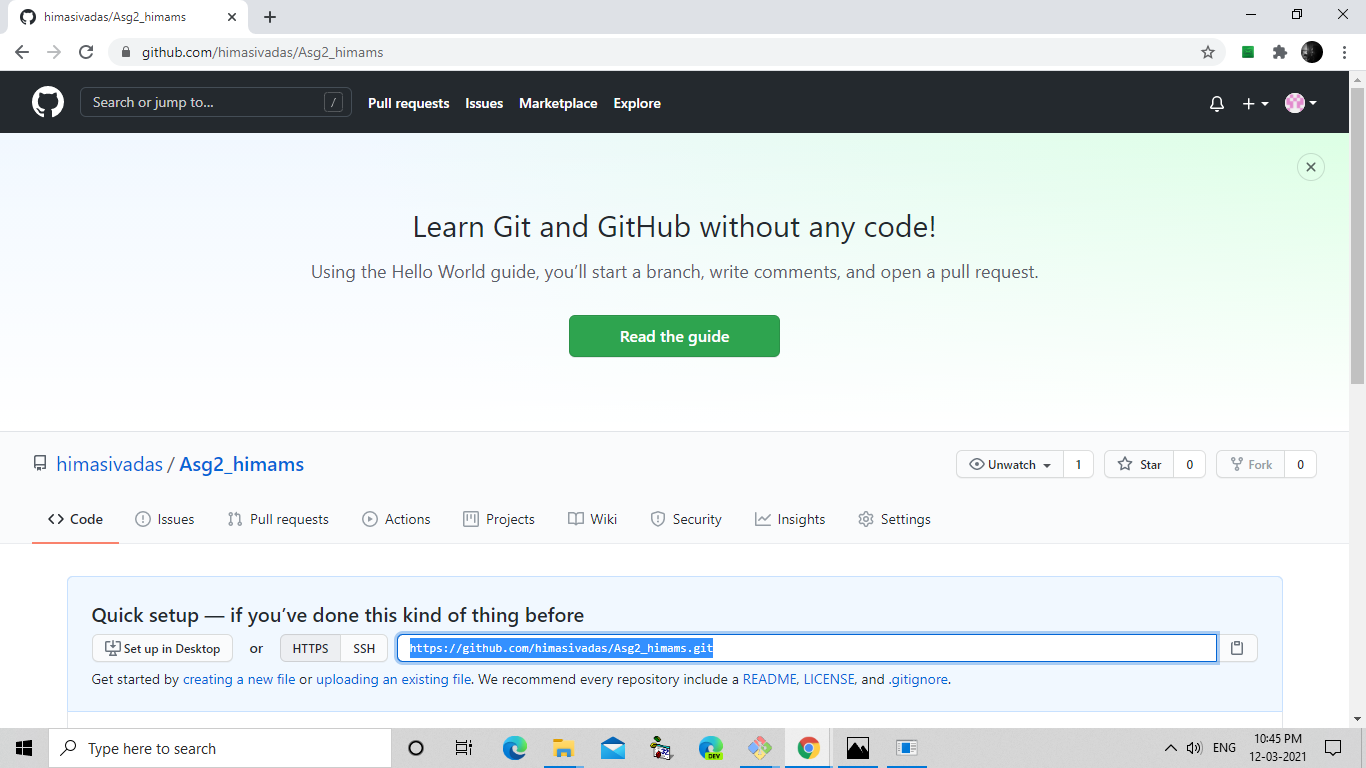 himasivadas/Asg2_himams
github.com/himasivadas/Asg2_himams
Search or jump to... /
Pull requests Issues Marketplace Explore
Learn Git and GitHub without any code!
Using the Hello World guide, you’ll start a branch, write comments, and open a pull request.
Read the guide
himasivadas / Asg2_himams
Unwatch 1 Star 0 Fork 0
Code Issues Pull requests Actions Projects Wiki Security Insights Settings
Quick setup — if you’ve done this kind of thing before
Set up in Desktop or HTTPS SSH https://github.com/himasivadas/Asg2_himams.git
Get started by creating a new file or uploading an existing file. We recommend every repository include a README, LICENSE, and .gitignore.
Type here to search
DEV
ENG
10:45 PM
12-03-2021